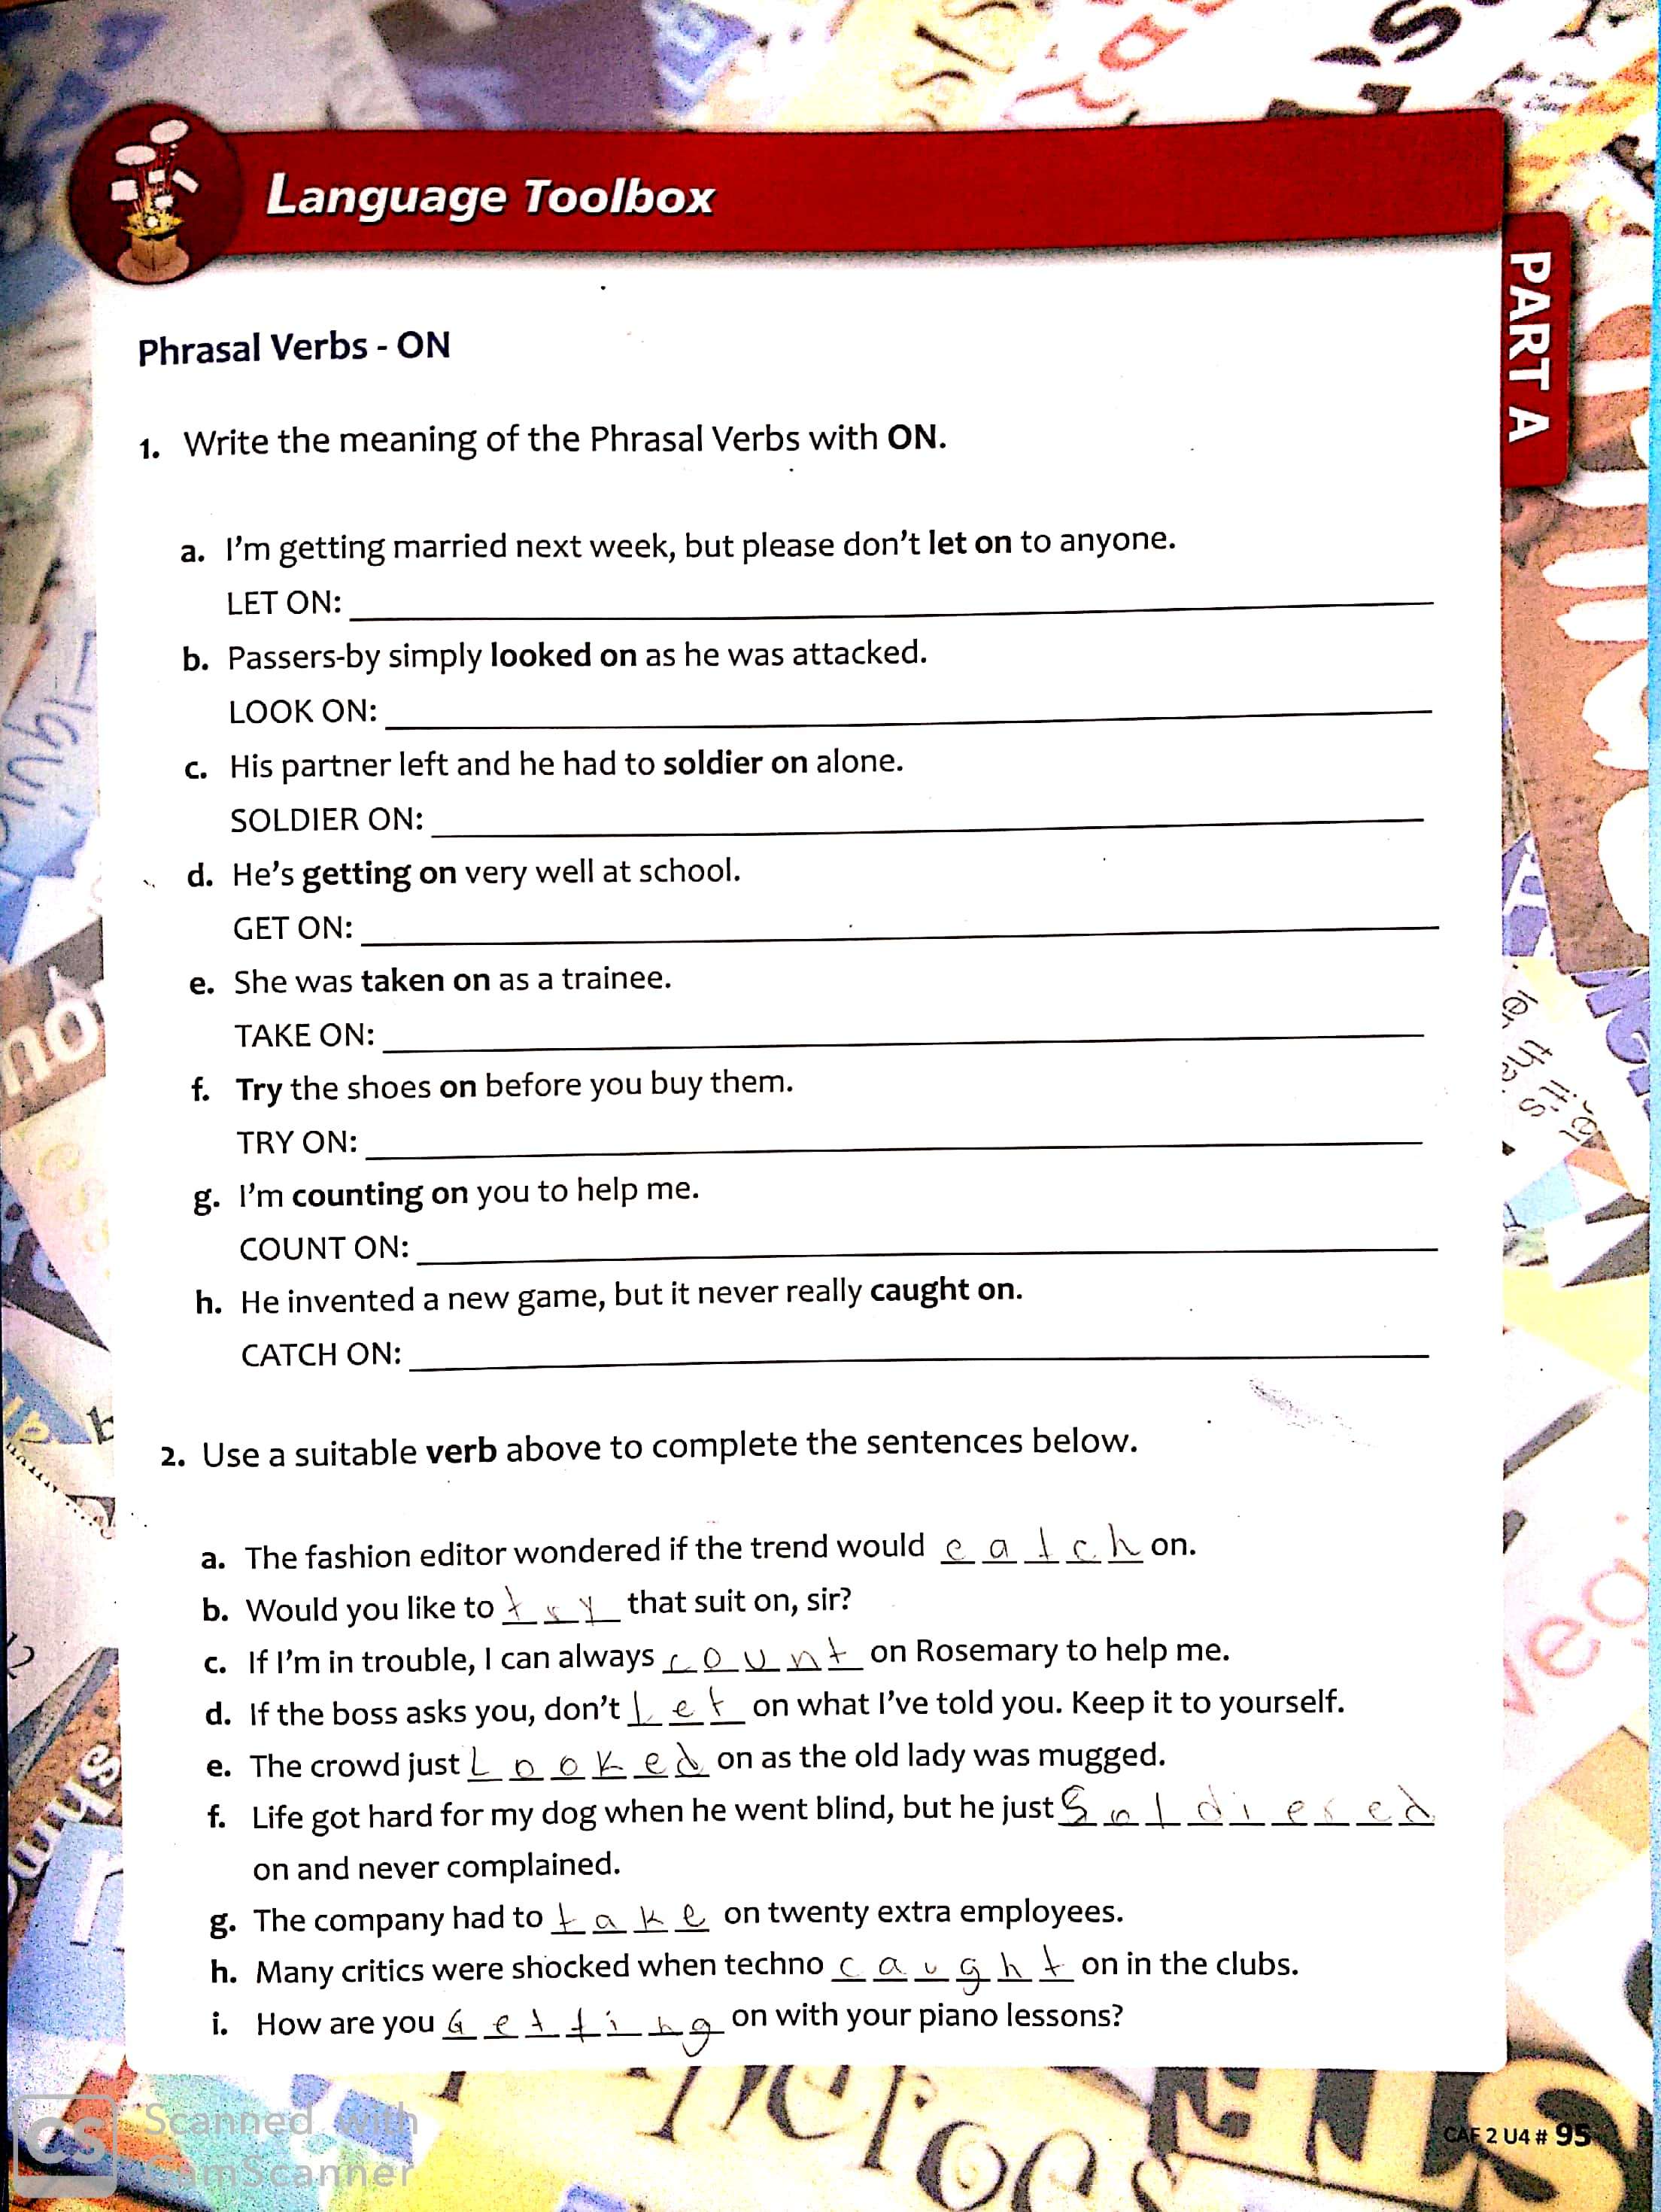 Language Toolbox
PART A
Phrasal Verbs - ON
1. Write the meaning of the Phrasal Verbs with ON.
a. I'm getting married next week, but please don't let on to anyone.
LET ON:
b. Passers-by simply looked on as he was attacked.
LOOK ON:
c. His partner left and he had to soldier on alone.
SOLDIER ON:
d. He's getting on very well at school.
GET ON:
e. She was taken on as a trainee.
TAKE ON:
f. Try the shoes on before you buy them.
TRY ON:
g. I'm counting on you to help me.
COUNT ON:
h. He invented a new game, but it never really caught on.
CATCH ON:
2. Use a suitable verb above to complete the sentences below.
a. The fashion editor wondered if the trend would catch on.
b. Would you like to try that suit on, sir?
c. If I'm in trouble, I can always count on Rosemary to help me.
d. If the boss asks you, don't Let on what I've told you. Keep it to yourself.
e. The crowd just Looked on as the old lady was mugged.
f. Life got hard for my dog when he went blind, but he just Soldiered
on and never complained.
g. The company had to take on twenty extra employees.
h. Many critics were shocked when techno caught on in the clubs.
i. How are you Getting on with your piano lessons?
CAF 2 U4 # 95
CS Scanned with
CamScanner